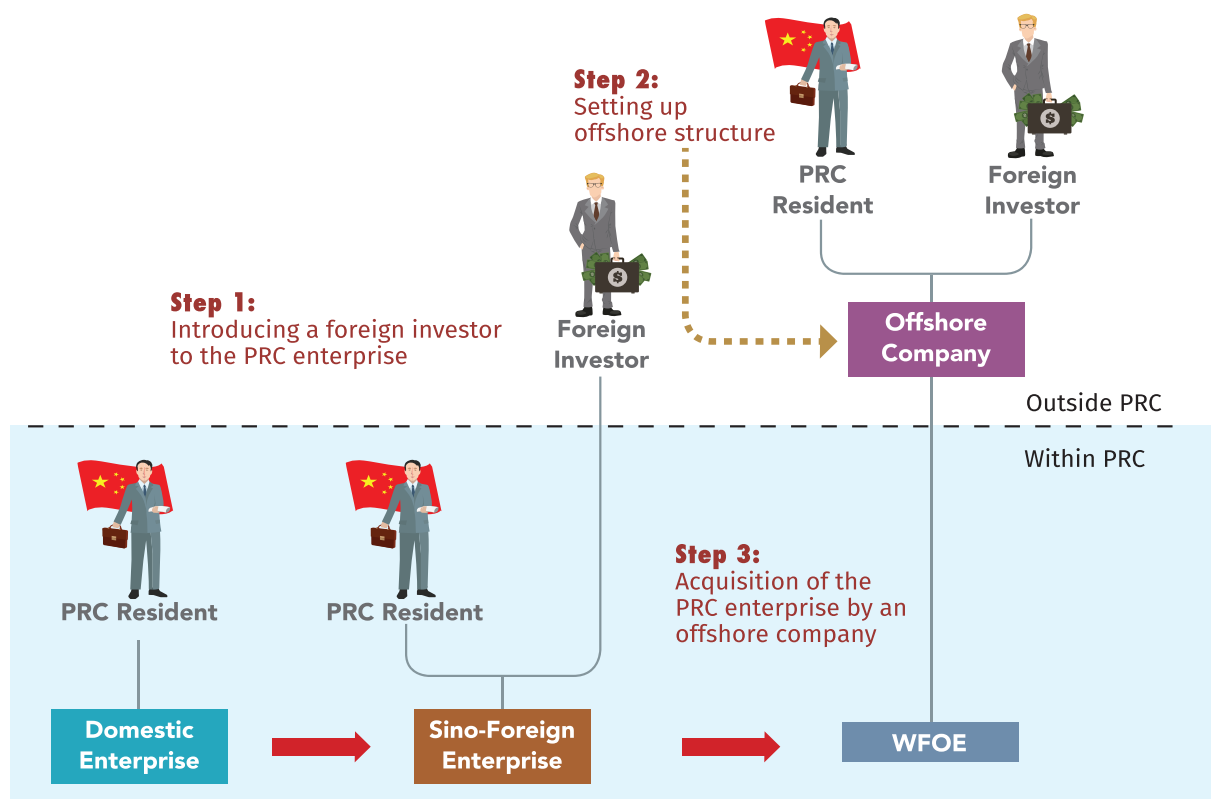 Step 1:
Introducing a foreign investor
to the PRC enterprise
Step 2:
Setting up
offshore structure
Foreign
Investor
PRC
Resident
Foreign
Investor
Offshore
Company
Outside PRC
Within PRC
PRC Resident
PRC Resident
Step 3:
Acquisition of the
PRC enterprise by an
offshore company
Domestic
Enterprise
Sino-Foreign
Enterprise
WFOE
$
$